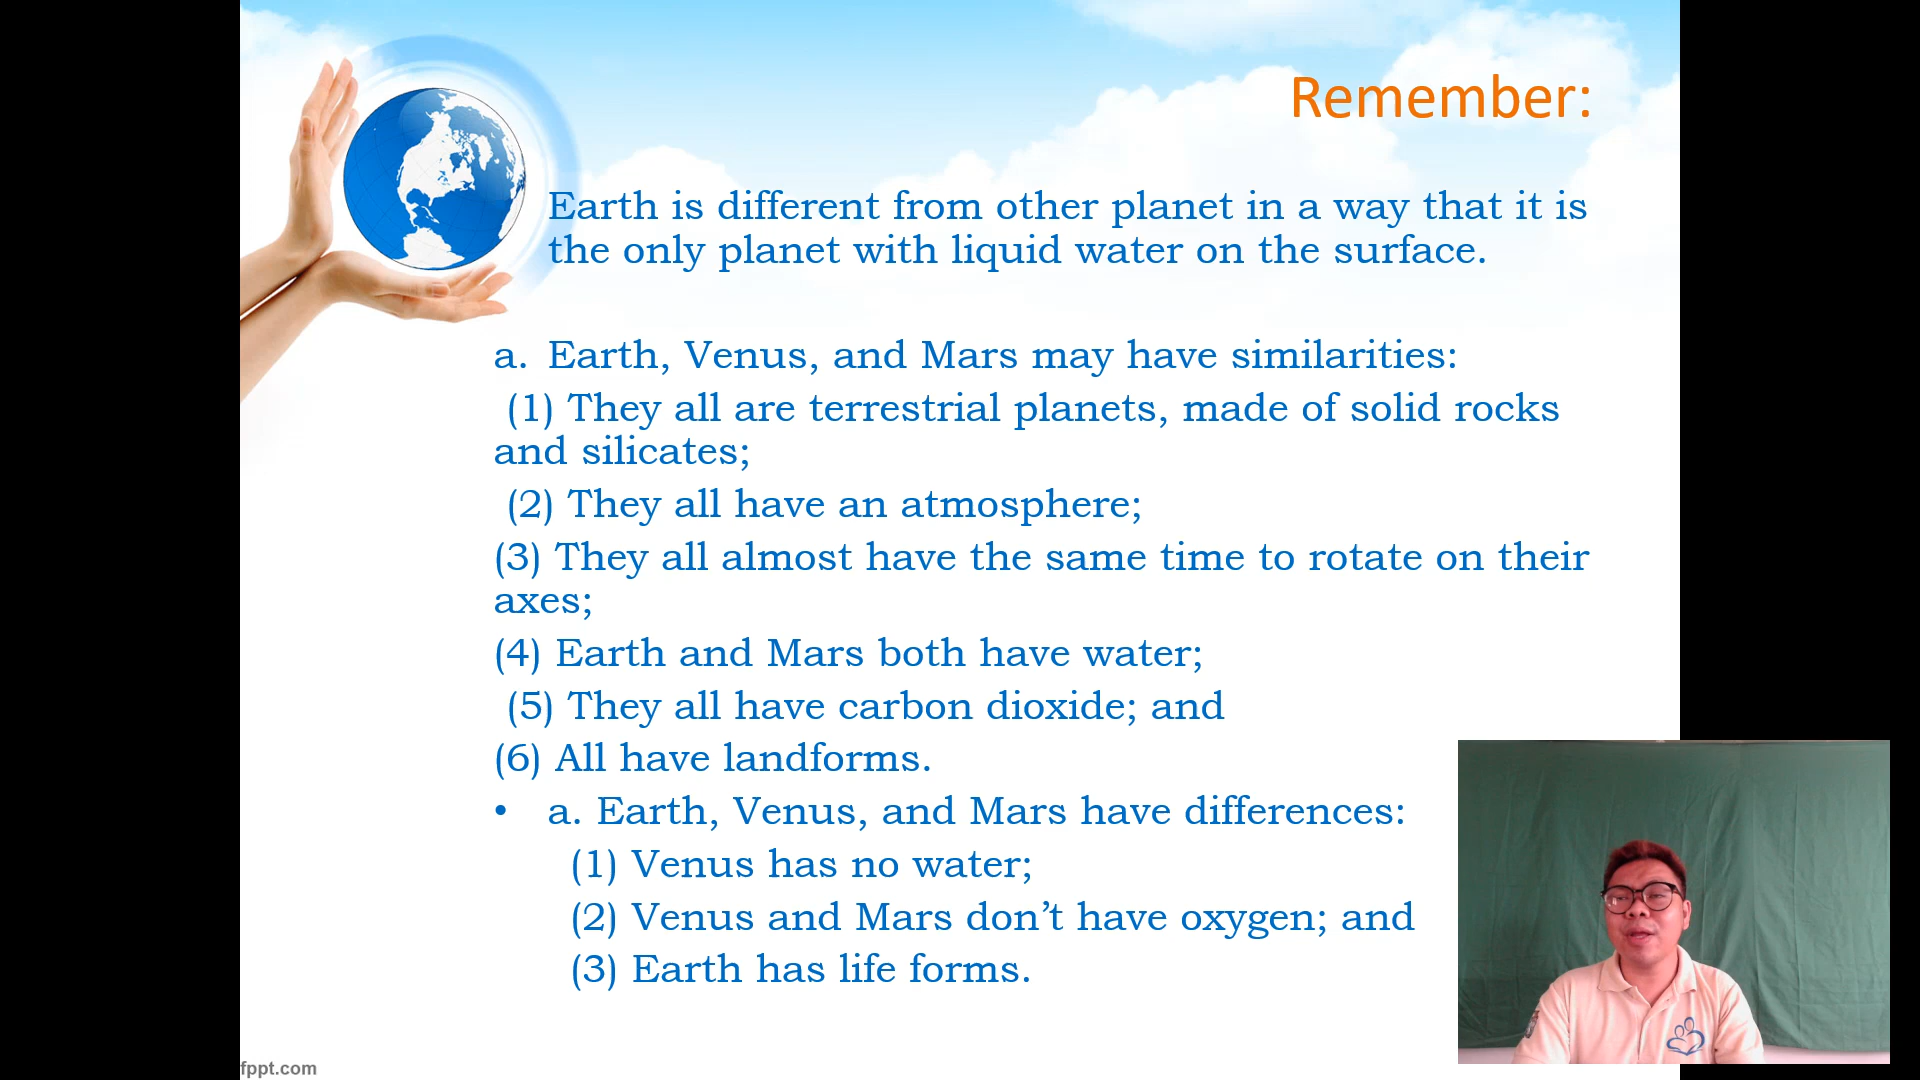 Remember:
Earth is different from other planet in a way that it is
the only planet with liquid water on the surface.
a. Earth, Venus, and Mars may have similarities:
(1) They all are terrestrial planets, made of solid rocks
and silicates;
(2) They all have an atmosphere;
(3) They all almost have the same time to rotate on their
axes;
(4) Earth and Mars both have water;
(5) They all have carbon dioxide; and
(6) All have landforms.
• a. Earth, Venus, and Mars have differences:
(1) Venus has no water;
(2) Venus and Mars don’t have oxygen; and
(3) Earth has life forms.
fppt.com